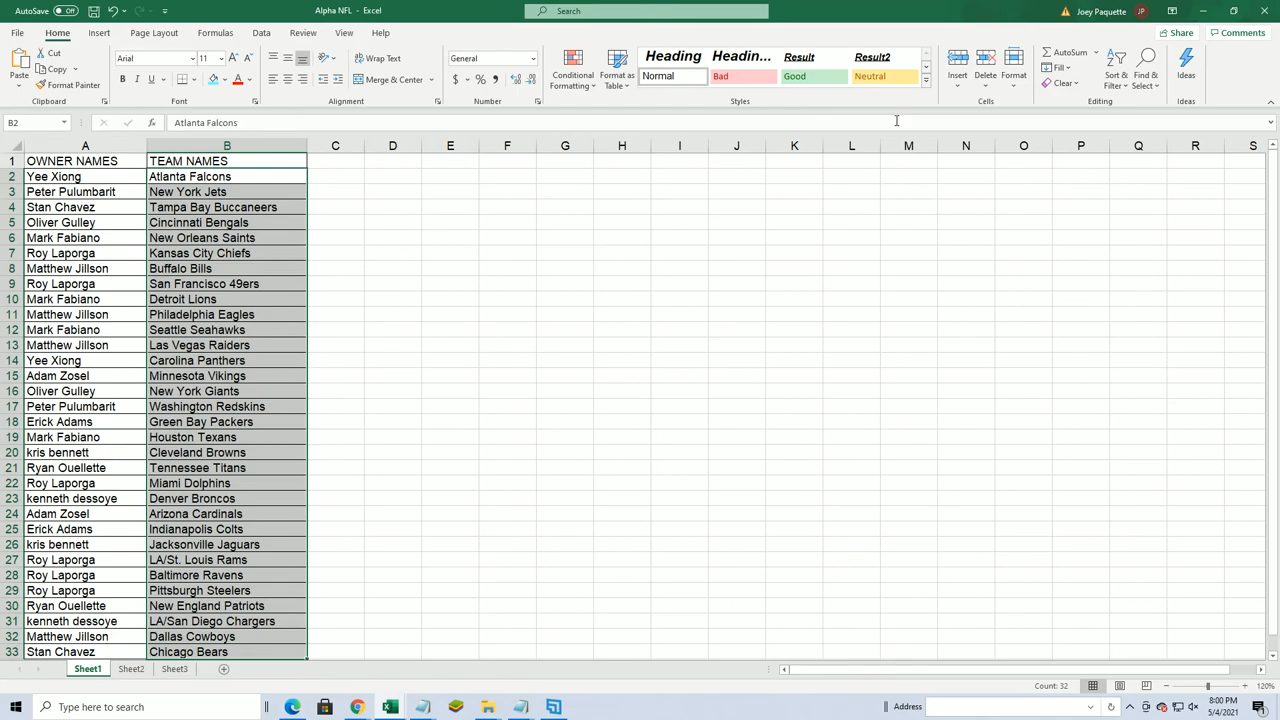 AutoSave Off Alpha NFL - Excel Search Joey Paquette JP
File Home Insert Page Layout Formulas Data Review View Help Share Comments
Paste Cut Copy Format Painter Clipboard
Arial 11 A A B I U A Font
ab Wrap Text Merge & Center Alignment
General $ % , Number
Conditional Formatting Format as Table Heading Headin... Result Result2 Normal Bad Good Neutral Styles
Insert Delete Format Cells
AutoSum Fill Clear Sort & Filter Find & Select Editing
Ideas Ideas
B2 fx Atlanta Falcons
A B C D E F G H I J K L M N O P Q R S
1 OWNER NAMES TEAM NAMES
2 Yee Xiong Atlanta Falcons
3 Peter Pulumbarit New York Jets
4 Stan Chavez Tampa Bay Buccaneers
5 Oliver Gulley Cincinnati Bengals
6 Mark Fabiano New Orleans Saints
7 Roy Laporga Kansas City Chiefs
8 Matthew Jillson Buffalo Bills
9 Roy Laporga San Francisco 49ers
10 Mark Fabiano Detroit Lions
11 Matthew Jillson Philadelphia Eagles
12 Mark Fabiano Seattle Seahawks
13 Matthew Jillson Las Vegas Raiders
14 Yee Xiong Carolina Panthers
15 Adam Zosel Minnesota Vikings
16 Oliver Gulley New York Giants
17 Peter Pulumbarit Washington Redskins
18 Erick Adams Green Bay Packers
19 Mark Fabiano Houston Texans
20 kris bennett Cleveland Browns
21 Ryan Ouellette Tennessee Titans
22 Roy Laporga Miami Dolphins
23 kenneth dessoye Denver Broncos
24 Adam Zosel Arizona Cardinals
25 Erick Adams Indianapolis Colts
26 kris bennett Jacksonville Jaguars
27 Roy Laporga LA/St. Louis Rams
28 Roy Laporga Baltimore Ravens
29 Roy Laporga Pittsburgh Steelers
30 Ryan Ouellette New England Patriots
31 kenneth dessoye LA/San Diego Chargers
32 Matthew Jillson Dallas Cowboys
33 Stan Chavez Chicago Bears
Sheet1 Sheet2 Sheet3
Count: 32 120%
Type here to search Address 8:00 PM
5/4/2021